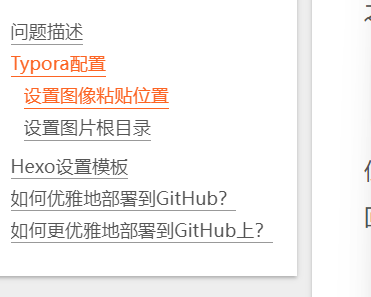 问题描述
Typora配置
设置图像粘贴位置
设置图片根目录
Hexo设置模板
如何优雅地部署到GitHub？
如何更优雅地部署到GitHub上？